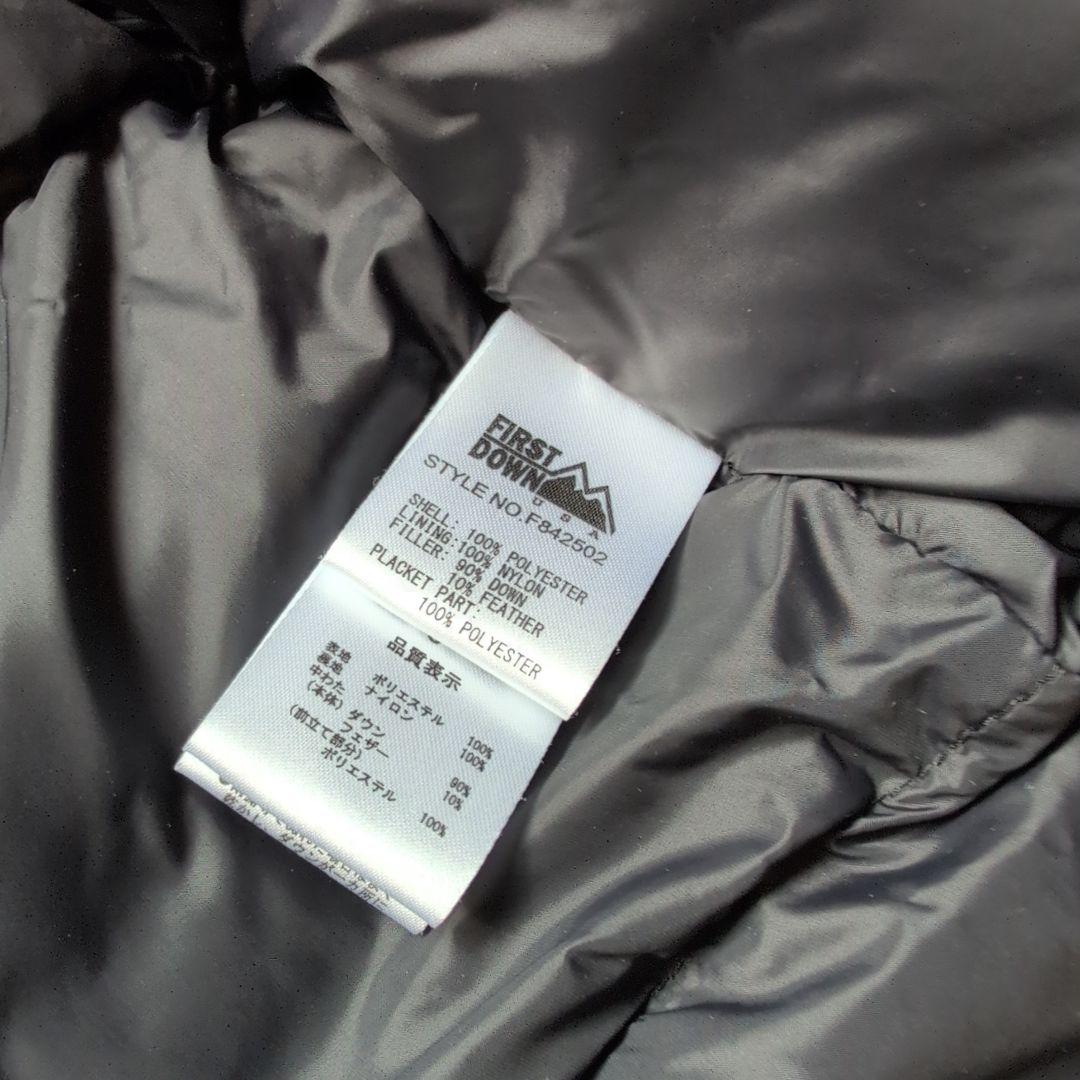 FIRST
DOWN
USA
STYLE NO.F842502
SHELL: 100% POLYESTER
LINING:100% NYLON
FILLER: 90% DOWN
10% FEATHER
PLACKET PART:
100% POLYESTER
品質表示
表地 ポリエステル 100%
裏地 ナイロン 100%
中わた
(本体) ダウン 90%
フェザー 10%
(前立て部分)
ポリエステル 100%